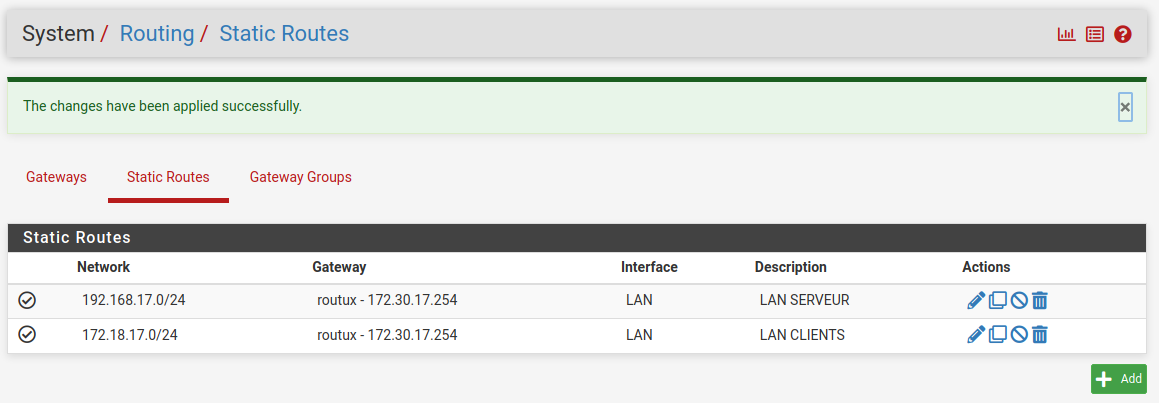 System / Routing / Static Routes
The changes have been applied successfully.
×
Gateways Static Routes Gateway Groups
Static Routes
Network Gateway Interface Description Actions
192.168.17.0/24 routux - 172.30.17.254 LAN LAN SERVEUR
172.18.17.0/24 routux - 172.30.17.254 LAN LAN CLIENTS
+ Add